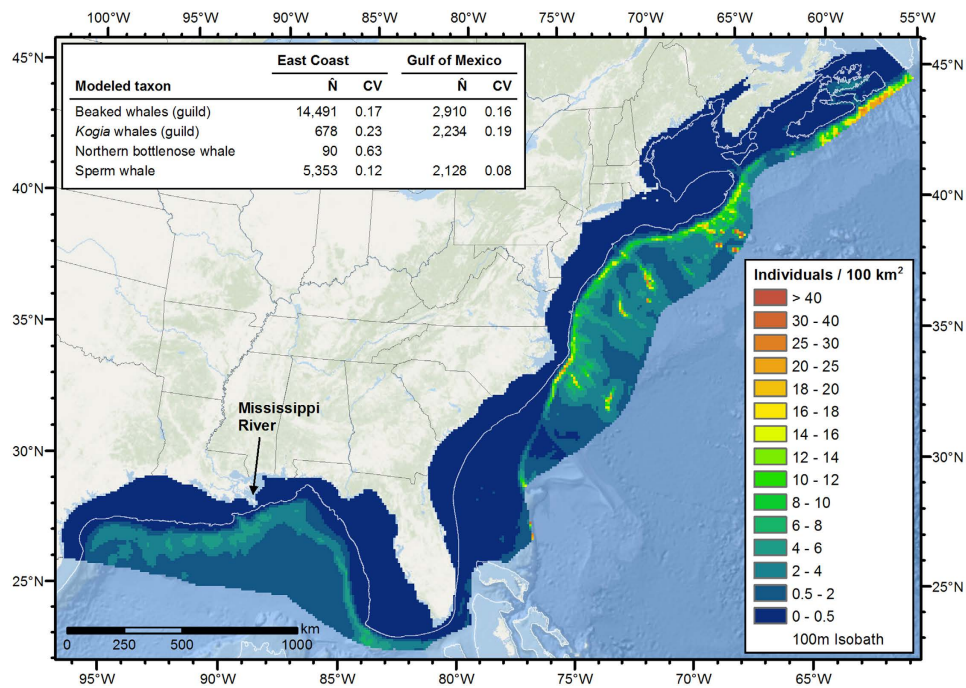 100°W 95°W 90°W 85°W 80°W 75°W 70°W 65°W 60°W 55°W
45°N
40°N
35°N
30°N
25°N
East Coast Gulf of Mexico
Modeled taxon N̂ CV N̂ CV
Beaked whales (guild) 14,491 0.17 2,910 0.16
Kogia whales (guild) 678 0.23 2,234 0.19
Northern bottlenose whale 90 0.63
Sperm whale 5,353 0.12 2,128 0.08
Mississippi
River
Individuals / 100 km²
> 40
30 - 40
25 - 30
20 - 25
18 - 20
16 - 18
14 - 16
12 - 14
10 - 12
8 - 10
6 - 8
4 - 6
2 - 4
0.5 - 2
0 - 0.5
100m Isobath
km
0 250 500 1000
45°N
40°N
35°N
30°N
25°N
95°W 90°W 85°W 80°W 75°W 70°W 65°W 60°W